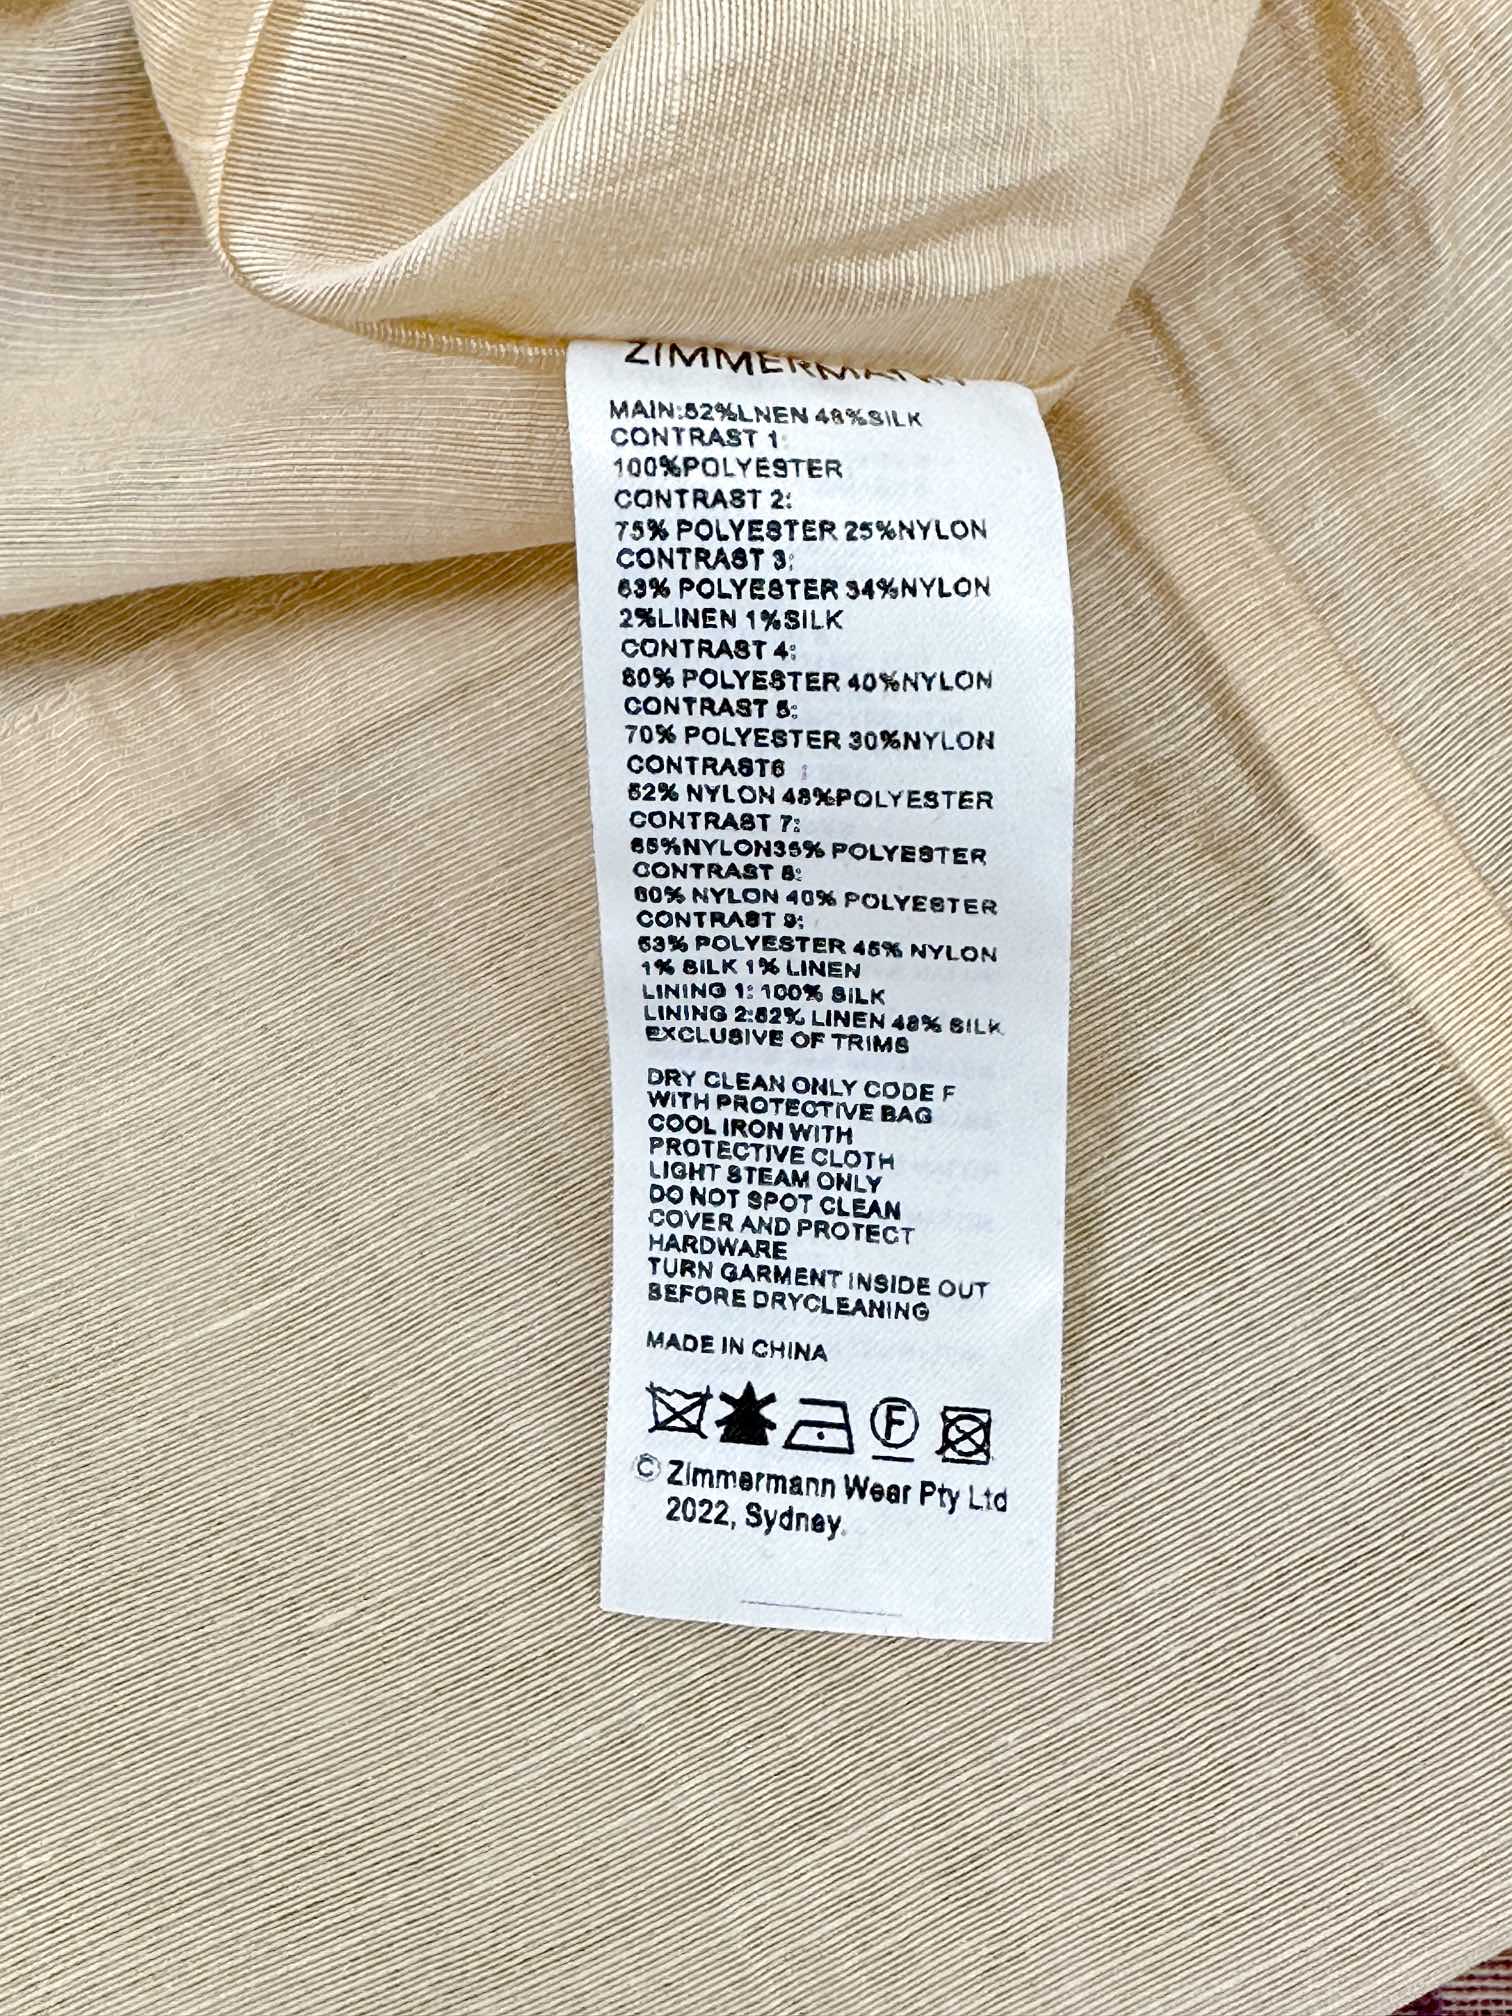 ZIMMERMANN
MAIN:52%LNEN 48%SILK
CONTRAST 1:
100%POLYESTER
CONTRAST 2:
75% POLYESTER 25%NYLON
CONTRAST 3:
63% POLYESTER 34%NYLON
2%LINEN 1%SILK
CONTRAST 4:
60% POLYESTER 40%NYLON
CONTRAST 5:
70% POLYESTER 30%NYLON
CONTRAST6 :
52% NYLON 48%POLYESTER
CONTRAST 7:
65%NYLON35% POLYESTER
CONTRAST 8:
60% NYLON 40% POLYESTER
CONTRAST 9:
53% POLYESTER 45% NYLON
1% SILK 1% LINEN
LINING 1: 100% SILK
LINING 2:52% LINEN 48% SILK
EXCLUSIVE OF TRIMS
DRY CLEAN ONLY CODE F
WITH PROTECTIVE BAG
COOL IRON WITH
PROTECTIVE CLOTH
LIGHT STEAM ONLY
DO NOT SPOT CLEAN
COVER AND PROTECT
HARDWARE
TURN GARMENT INSIDE OUT
BEFORE DRYCLEANING
MADE IN CHINA
F
© Zimmermann Wear Pty Ltd
2022, Sydney.